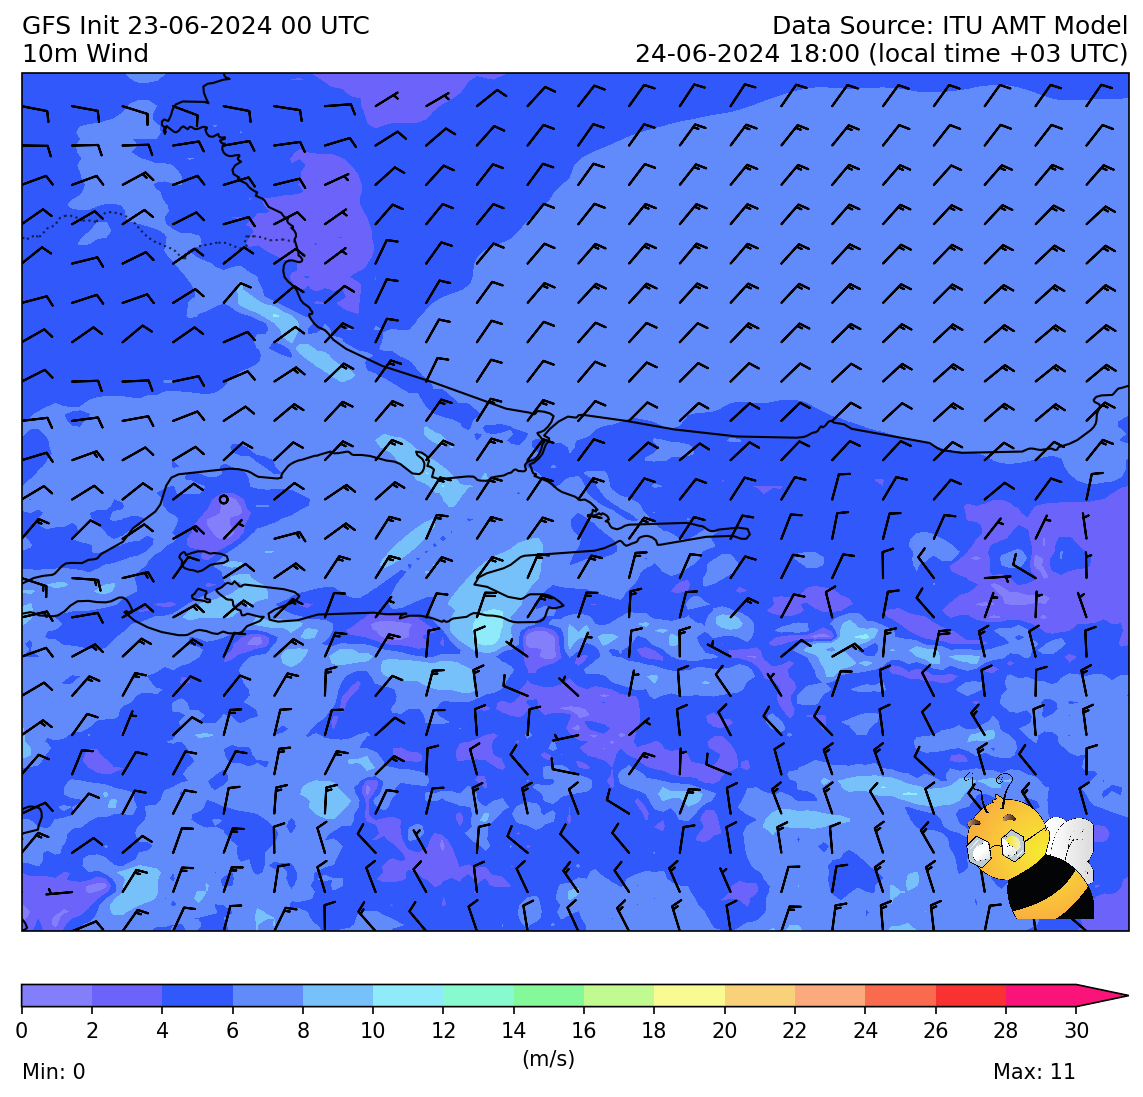 GFS Init 23-06-2024 00 UTC
Data Source: ITU AMT Model
10m Wind
24-06-2024 18:00 (local time +03 UTC)
0 2 4 6 8 10 12 14 16 18 20 22 24 26 28 30
(m/s)
Min: 0
Max: 11